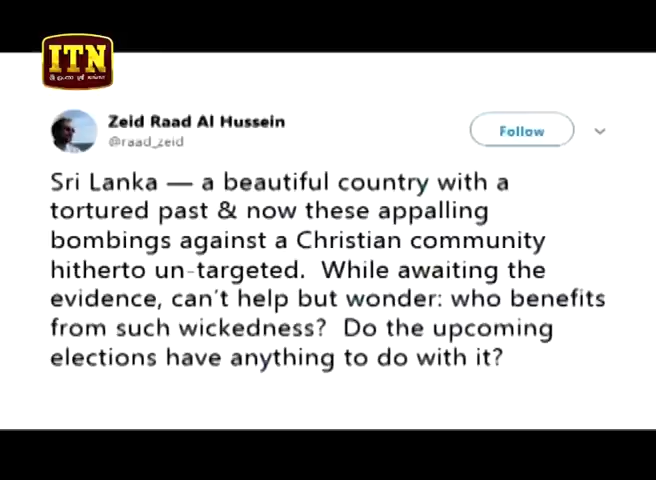 ITN
Zeid Raad Al Hussein
@raad_zeid
Follow
Sri Lanka — a beautiful country with a
tortured past & now these appalling
bombings against a Christian community
hitherto un-targeted. While awaiting the
evidence, can't help but wonder: who benefits
from such wickedness? Do the upcoming
elections have anything to do with it?